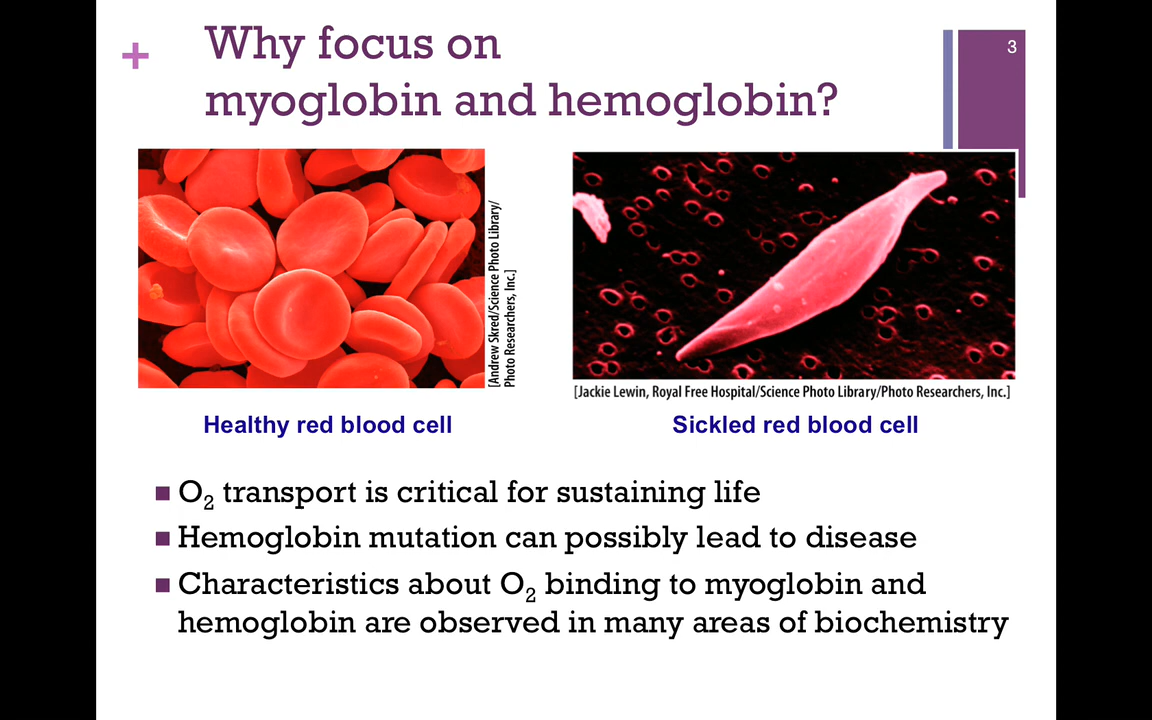 +
Why focus on
myoglobin and hemoglobin?
3
[Andrew Skred/Science Photo Library/
Photo Researchers, Inc.]
[Jackie Lewin, Royal Free Hospital/Science Photo Library/Photo Researchers, Inc.]
Healthy red blood cell
Sickled red blood cell
■ O₂ transport is critical for sustaining life
■ Hemoglobin mutation can possibly lead to disease
■ Characteristics about O₂ binding to myoglobin and
hemoglobin are observed in many areas of biochemistry